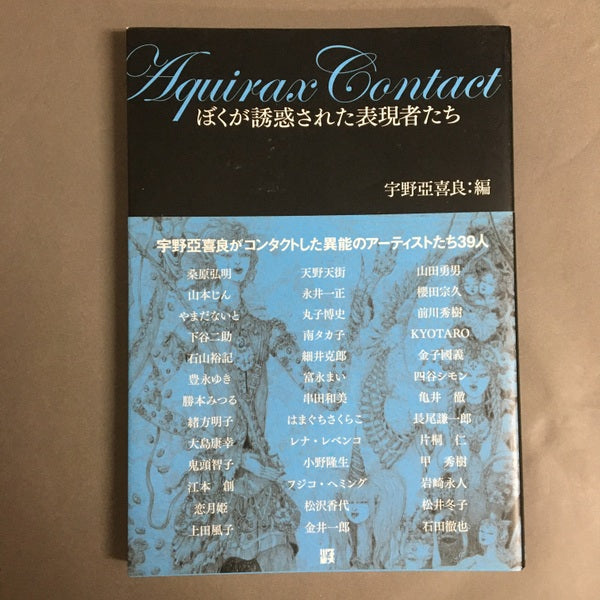 Aquirax Contact
ぼくが誘惑された表現者たち
宇野亞喜良：編
宇野亞喜良がコンタクトした異能のアーティストたち39人
桑原弘明
山本じん
やまだないと
下谷二助
石山裕記
豊永ゆき
勝本みつる
緒方明子
大島康幸
鬼頭智子
江本 創
恋月姫
上田風子
天野天街
永井一正
丸子博史
南タカ子
細井克郎
富永まい
串田和美
はまぐちさくらこ
レナ・レベンコ
小野隆生
フジコ・ヘミング
松沢香代
金井一郎
山田勇男
櫻田宗久
前川秀樹
KYOTARO
金子國義
四谷シモン
亀井 徹
長尾謙一郎
片桐 仁
甲 秀樹
岩崎永人
松井冬子
石田徹也